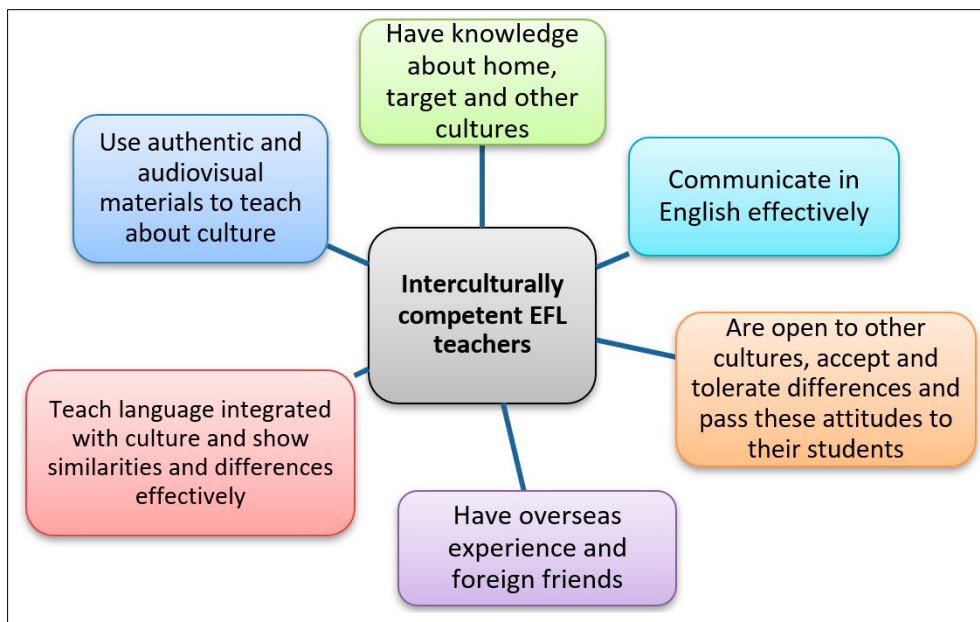 Have knowledge
about home,
target and other
cultures
Use authentic and
audiovisual
materials to teach
about culture
Communicate in
English effectively
Interculturally
competent EFL
teachers
Are open to other
cultures, accept and
tolerate differences and
pass these attitudes to
their students
Teach language integrated
with culture and show
similarities and differences
effectively
Have overseas
experience and
foreign friends